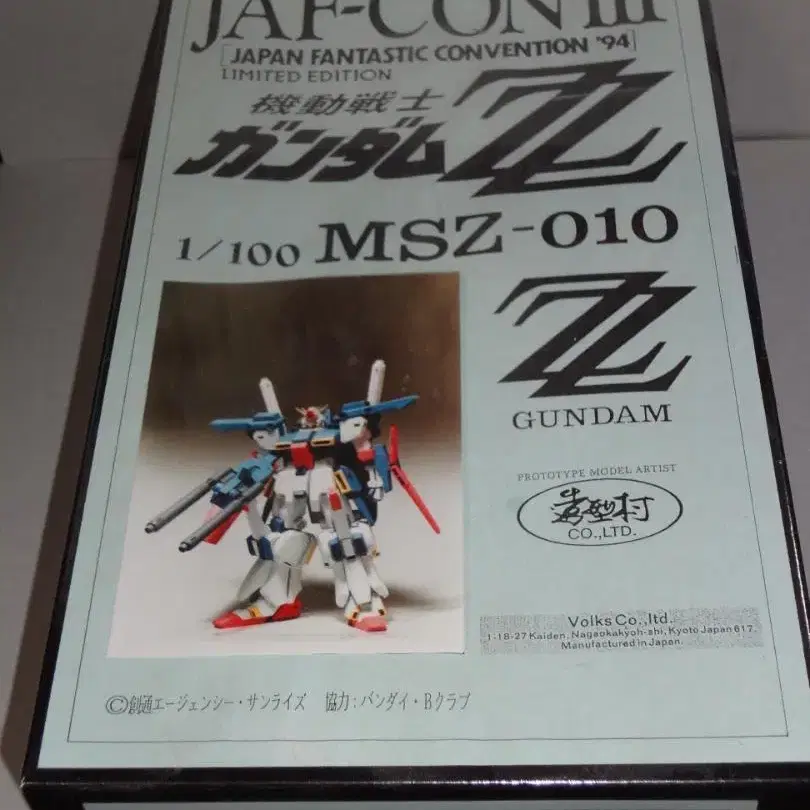 JAF-CON III
[JAPAN FANTASTIC CONVENTION '94]
LIMITED EDITION
機動戦士
ガンダムZZ
1/100 MSZ-010
ZZ
GUNDAM
PROTOTYPE MODEL ARTIST
造型村
CO.,LTD.
Volks Co.,ltd.
1-18-27 Kaiden, Nagaokakyoh-shi, Kyoto Japan 617.
Manufactured in Japan.
©創通エージェンシー・サンライズ 協力:バンダイ・Bクラブ